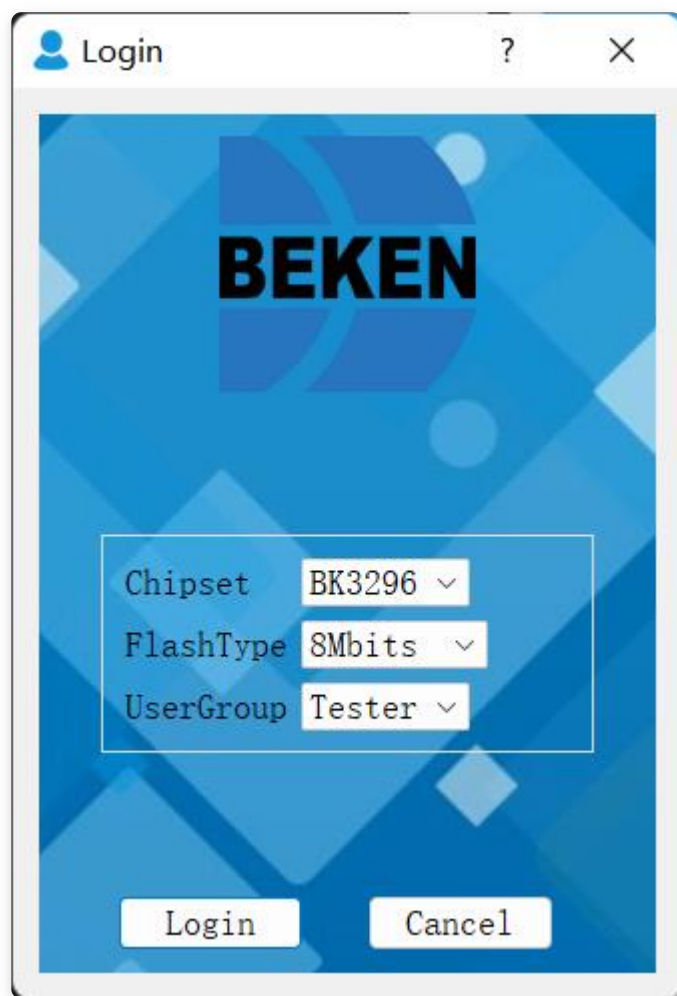 Login ?
BEKEN
Chipset BK3296
FlashType 8Mbits
UserGroup Tester
Login Cancel